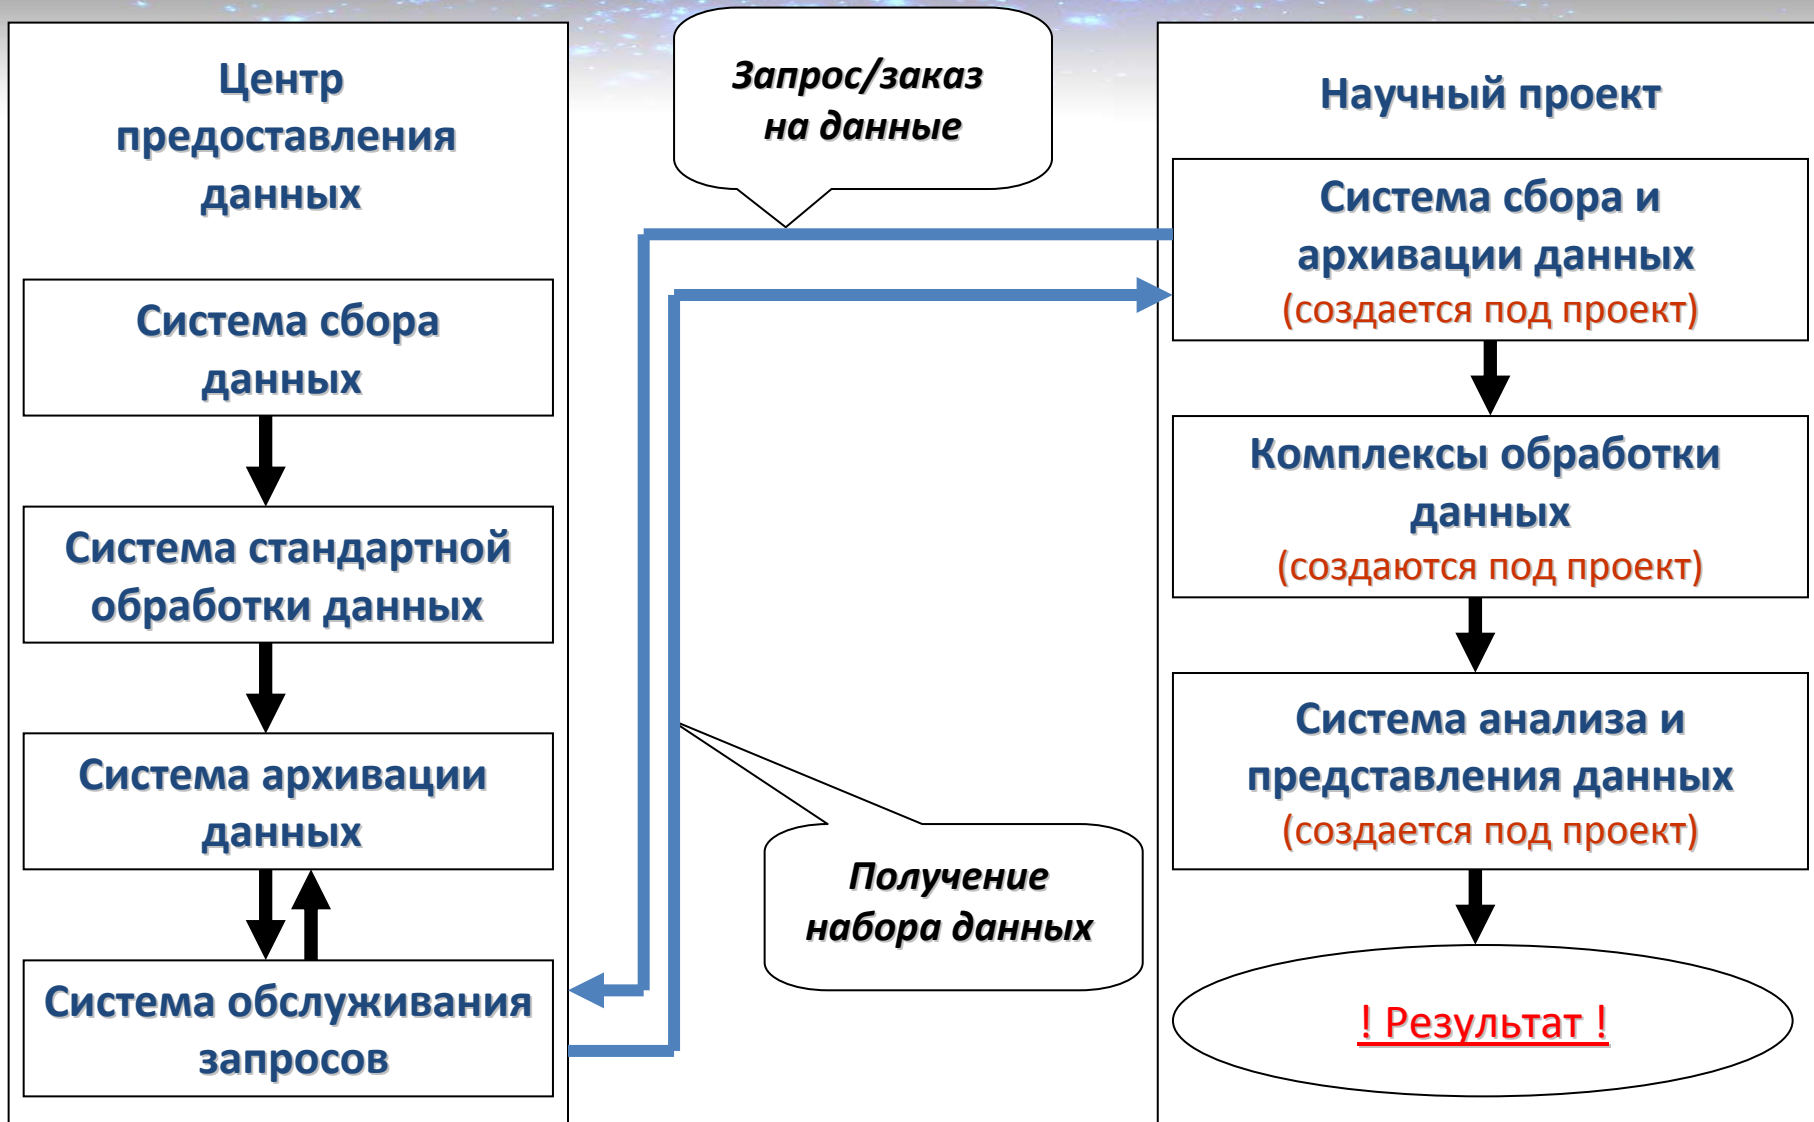 Центр
предоставления
данных
Система сбора
данных
Система стандартной
обработки данных
Система архивации
данных
Система обслуживания
запросов
Запрос/заказ
на данные
Получение
набора данных
Научный проект
Система сбора и
архивации данных
(создается под проект)
Комплексы обработки
данных
(создаются под проект)
Система анализа и
представления данных
(создается под проект)
! Результат !